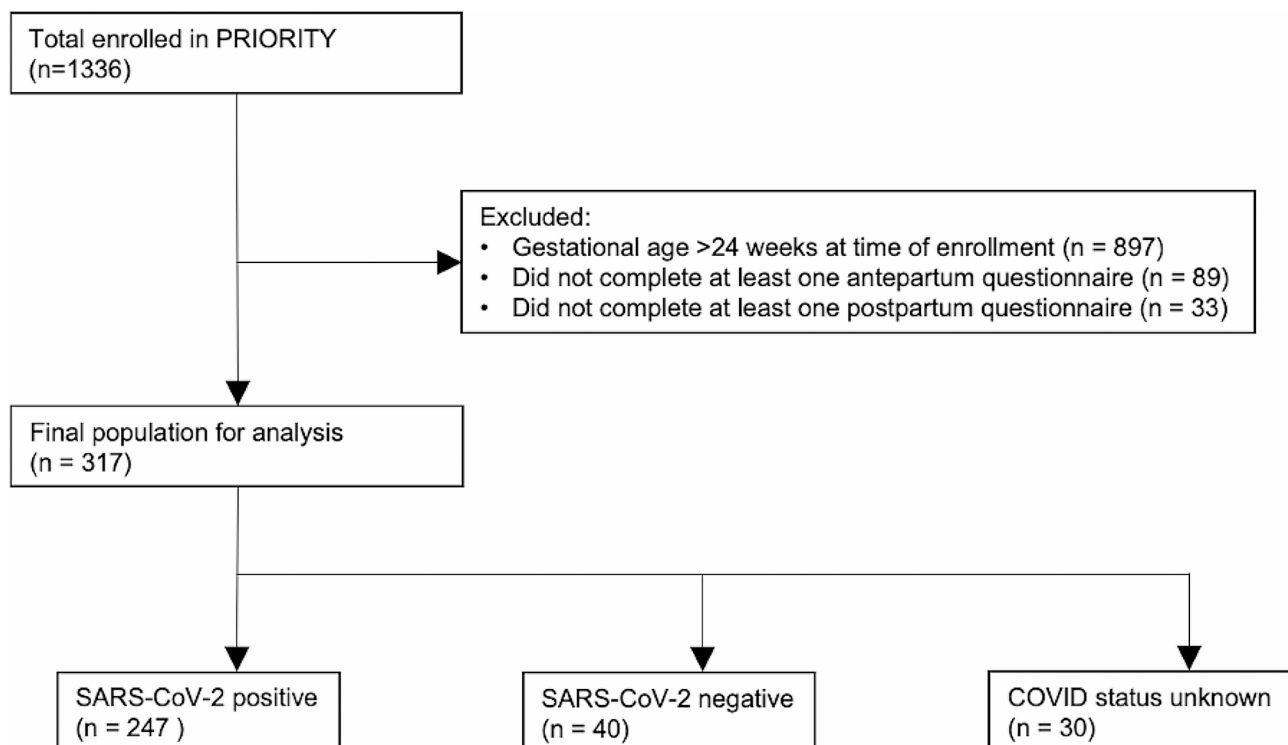 Total enrolled in PRIORITY
(n=1336)
Excluded:
• Gestational age >24 weeks at time of enrollment (n = 897)
• Did not complete at least one antepartum questionnaire (n = 89)
• Did not complete at least one postpartum questionnaire (n = 33)
Final population for analysis
(n = 317)
SARS-CoV-2 positive
(n = 247 )
SARS-CoV-2 negative
(n = 40)
COVID status unknown
(n = 30)